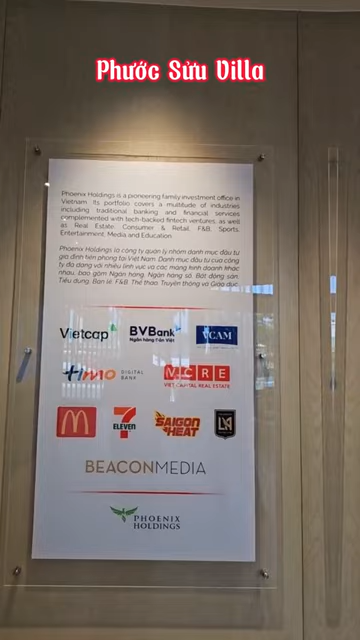 Phước Sửu Villa
Phoenix Holdings is a pioneering family investment office in
Vietnam. Its portfolio covers a multitude of industries
including traditional banking and financial services
complemented with tech-backed fintech ventures, as well
as Real Estate, Consumer & Retail, F&B, Sports,
Entertainment, Media and Education.
Phoenix Holdings là công ty quản lý nhóm danh mục đầu tư
gia đình tiên phong tại Việt Nam. Danh mục đầu tư của công
ty đa dạng với nhiều lĩnh vực và các mảng kinh doanh khác
nhau, bao gồm Ngân hàng, Ngân hàng số, Bất động sản,
Tiêu dùng, Bán lẻ, F&B, Thể thao, Truyền thông và Giáo dục.
Vietcap BVBank VCAM
Ngân hàng Bản Việt
timo DIGITAL BANK VCRE
VIET CAPITAL REAL ESTATE
M 7 ELEVEN SAIGON HEAT LA
BEACONMEDIA
PHOENIX
HOLDINGS